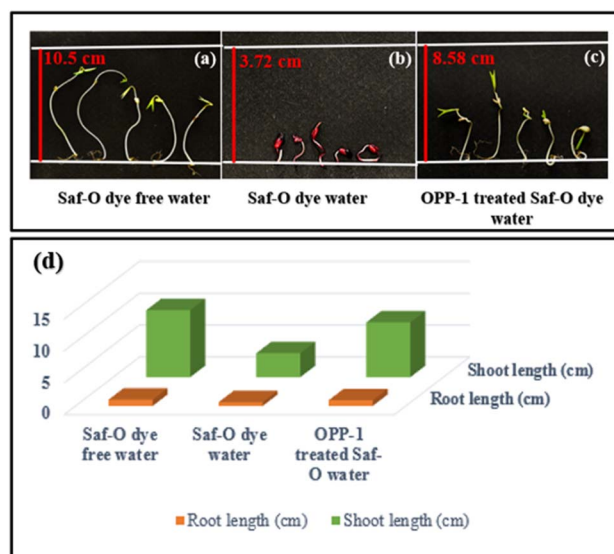 10.5 cm
(a)
3.72 cm
(b)
8.58 cm
(c)
Saf-O dye free water
Saf-O dye water
OPP-1 treated Saf-O dye
water
(d)
15
10
5
0
Shoot length (cm)
Root length (cm)
Saf-O dye
free water
Saf-O dye
water
OPP-1
treated Saf-
O water
Root length (cm)
Shoot length (cm)